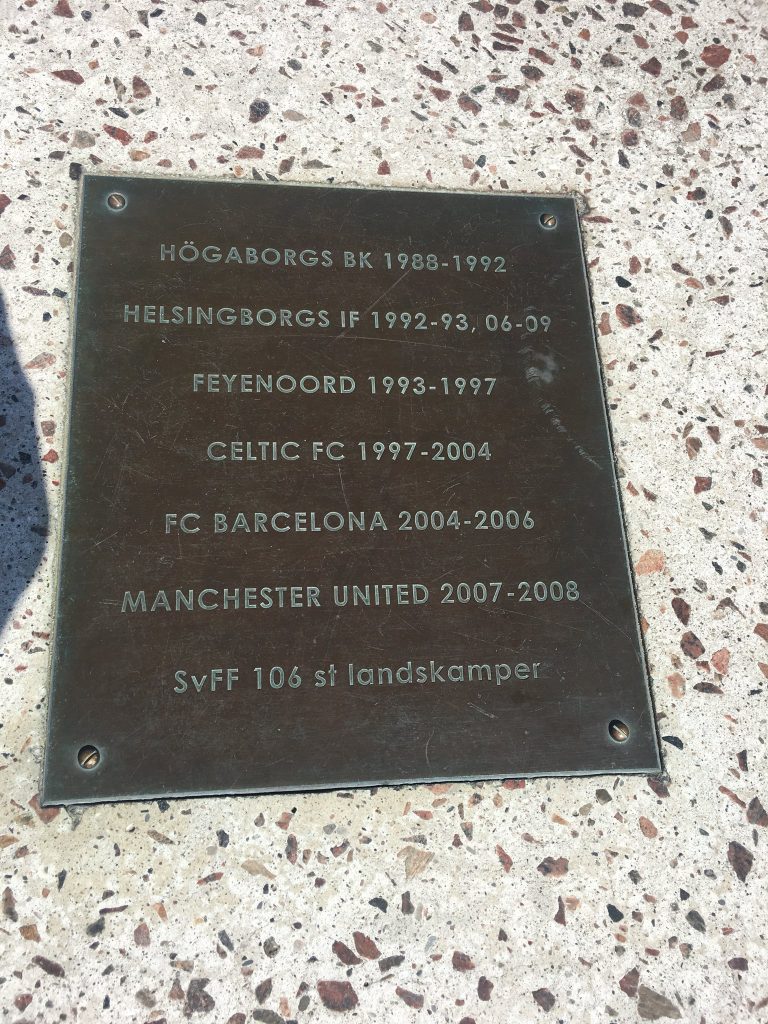 HÖGABORGS BK 1988-1992
HELSINGBORGS IF 1992-93, 06-09
FEYENOORD 1993-1997
CELTIC FC 1997-2004
FC BARCELONA 2004-2006
MANCHESTER UNITED 2007-2008
SvFF 106 st landskamper